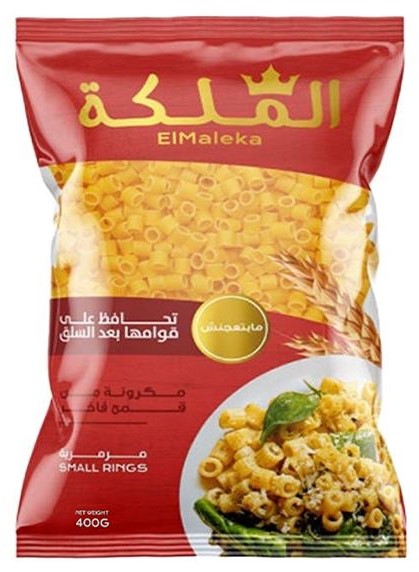 الملكة
ElMaleka
تحافظ على
قوامها بعد السلق
مابتعجنش
مكرونة من
قمح فاخر
مرمرية
SMALL RINGS
NET WEIGHT
400G